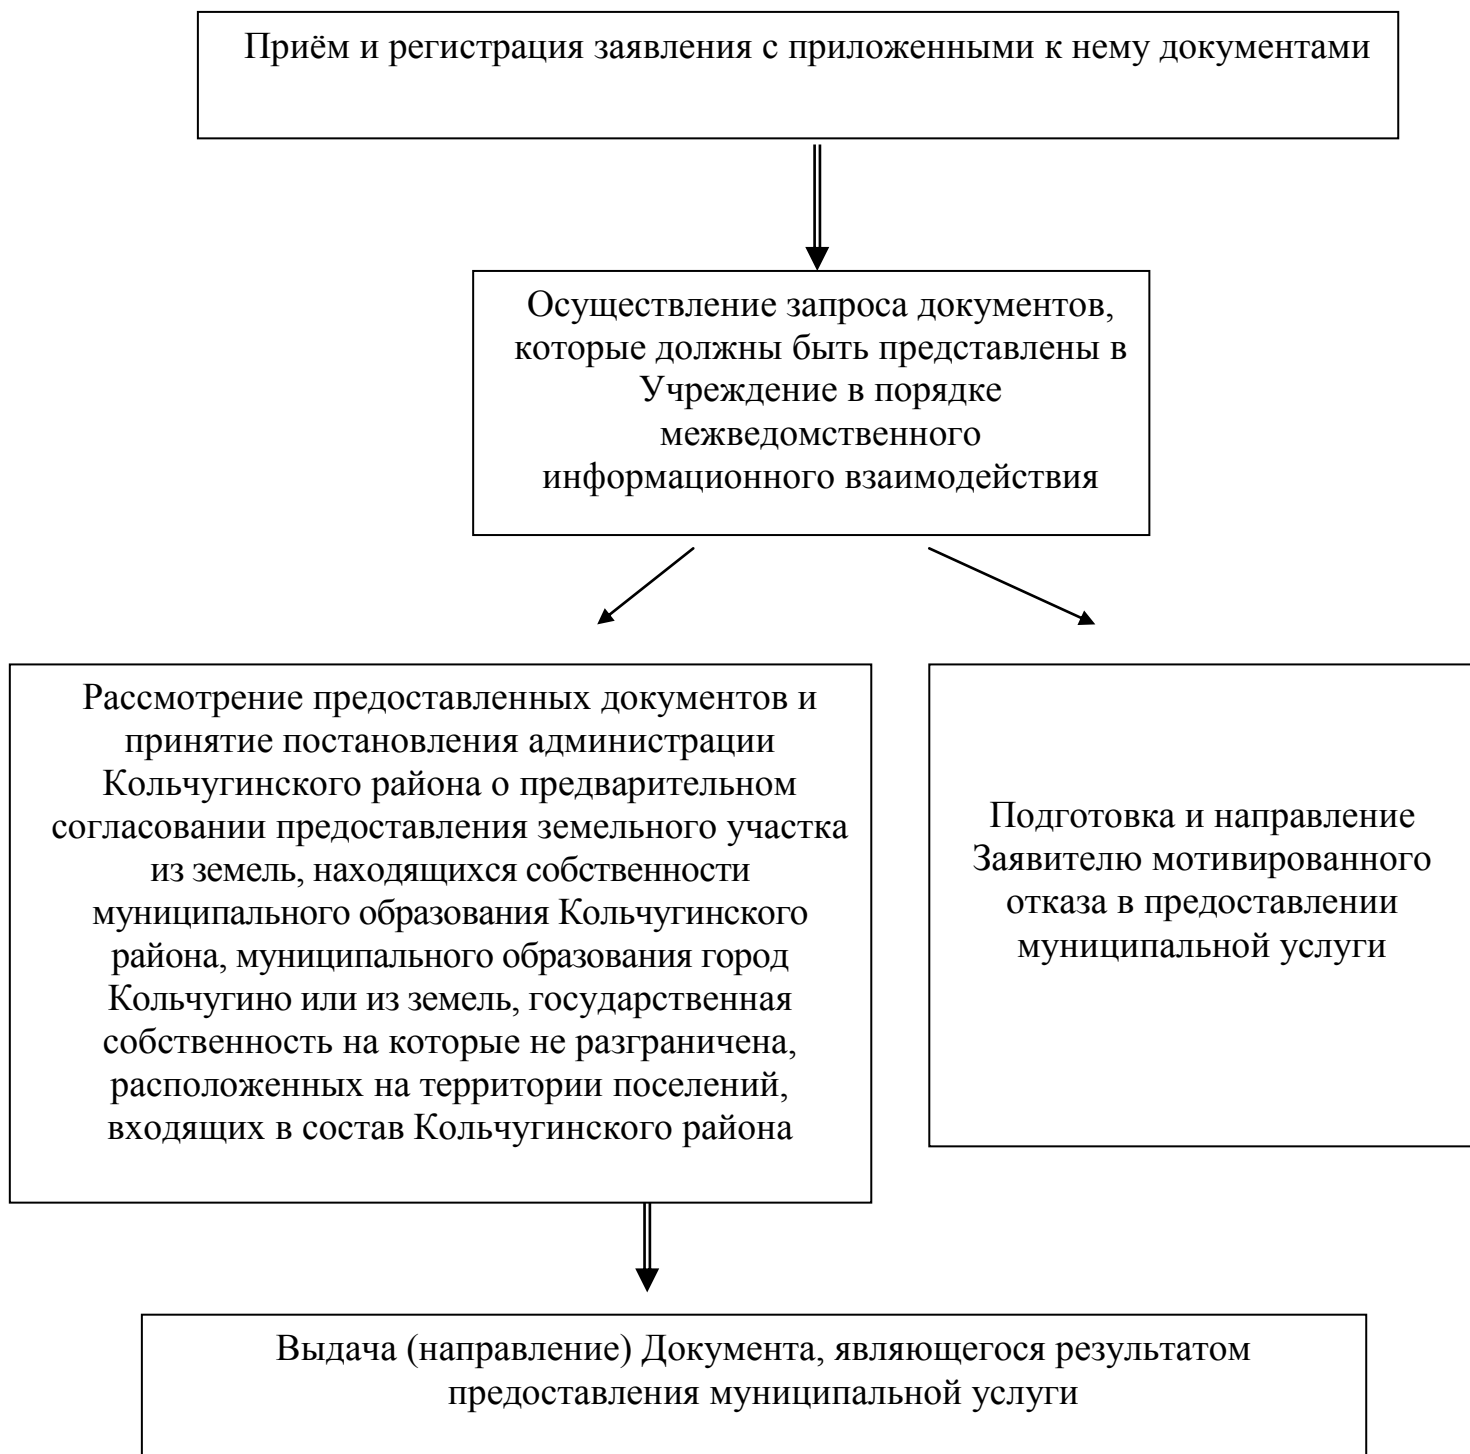 Приём и регистрация заявления с приложенными к нему документами
Осуществление запроса документов,
которые должны быть представлены в
Учреждение в порядке
межведомственного
информационного взаимодействия
Рассмотрение предоставленных документов и
принятие постановления администрации
Кольчугинского района о предварительном
согласовании предоставления земельного участка
из земель, находящихся собственности
муниципального образования Кольчугинского
района, муниципального образования город
Кольчугино или из земель, государственная
собственность на которые не разграничена,
расположенных на территории поселений,
входящих в состав Кольчугинского района
Подготовка и направление
Заявителю мотивированного
отказа в предоставлении
муниципальной услуги
Выдача (направление) Документа, являющегося результатом
предоставления муниципальной услуги